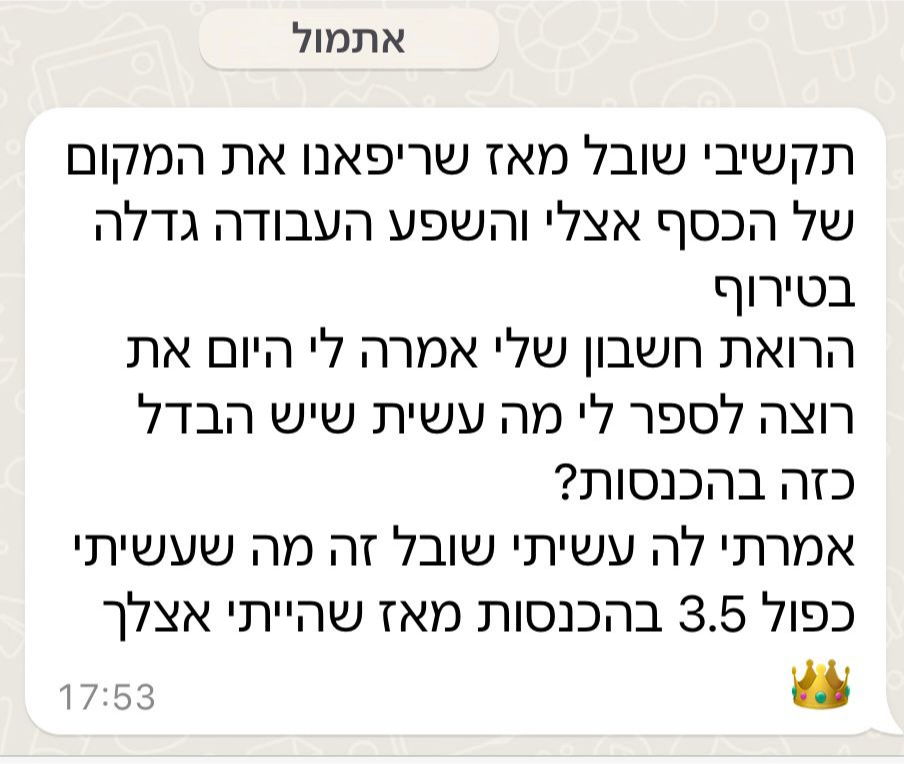 אתמול
תקשיבי שובל מאז שריפאנו את המקום
של הכסף אצלי והשפע העבודה גדלה
בטירוף
הרואת חשבון שלי אמרה לי היום את
רוצה לספר לי מה עשית שיש הבדל
כזה בהכנסות?
אמרתי לה עשיתי שובל זה מה שעשיתי
כפול 3.5 בהכנסות מאז שהייתי אצלך
👑
17:53